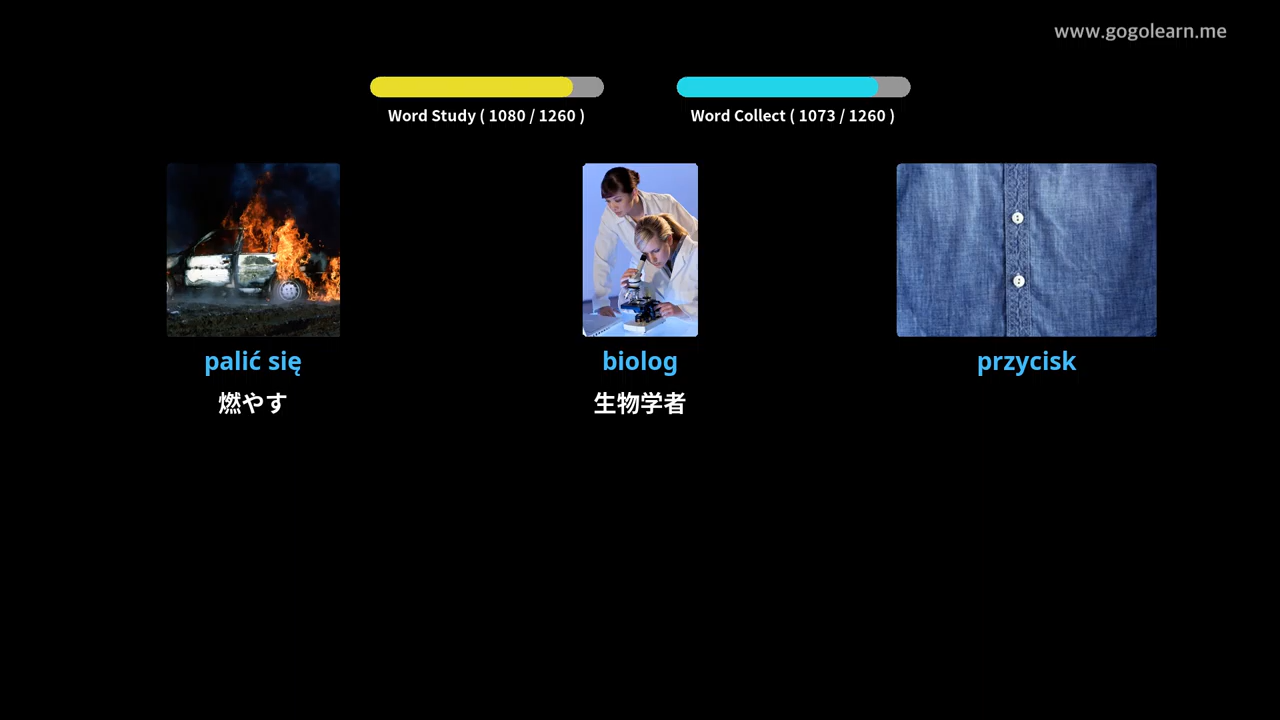 www.gogolearn.me
Word Study ( 1080 / 1260 )
Word Collect ( 1073 / 1260 )
palić się
biolog
przycisk
燃やす
生物学者